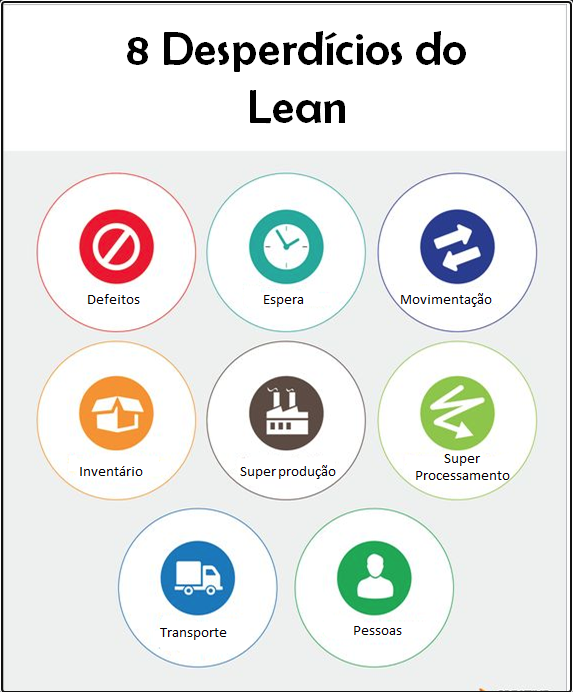 8 Desperdícios do
Lean
Defeitos
Espera
Movimentação
Inventário
Super produção
Super
Processamento
Transporte
Pessoas